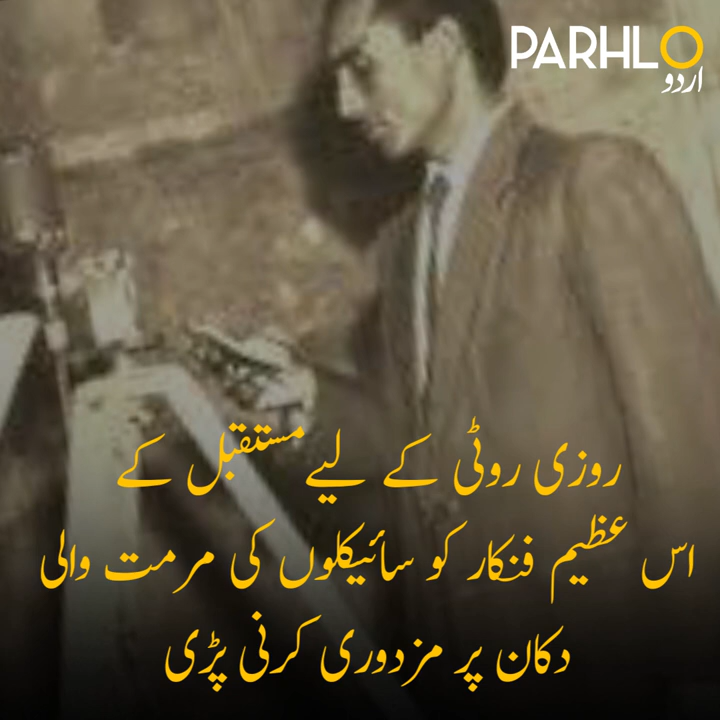 PARHLO
اردو
روزی روٹی کے لیے مستقبل کے
اس عظیم فنکار کو سائیکلوں کی مرمت والی
دکان پر مزدوری کرنی پڑی